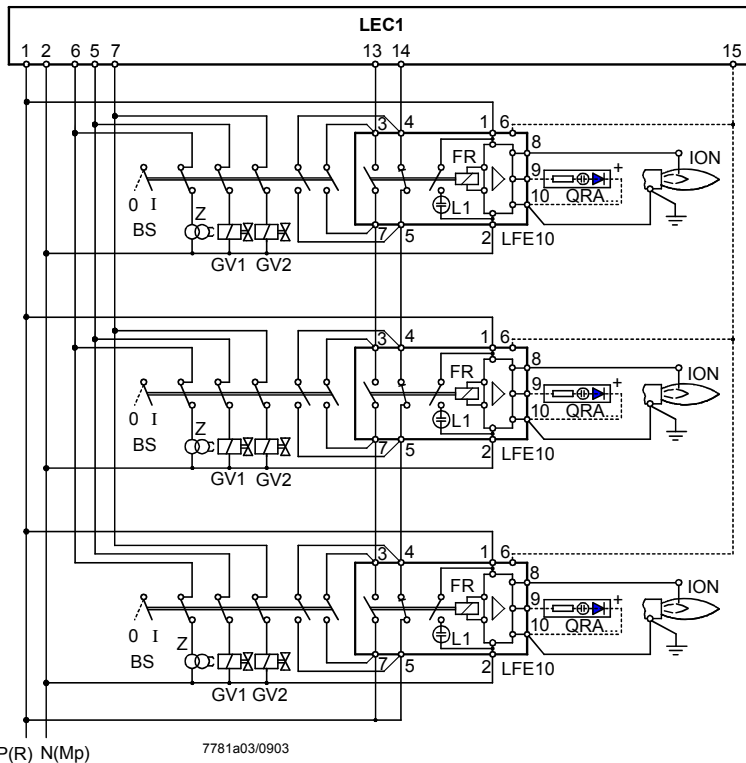 LEC1
1 2 6 5 7 13 14 15
3 4 1 6
8
FR ION
9 +
0 I Z L1 10 QRA...
BS 7 5 2 LFE10
GV1 GV2
3 4 1 6
8
FR ION
9 +
0 I Z L1 10 QRA...
BS 7 5 2 LFE10
GV1 GV2
3 4 1 6
8
FR ION
9 +
0 I Z L1 10 QRA...
BS 7 5 2 LFE10
GV1 GV2
P(R) N(Mp) 7781a03/0903